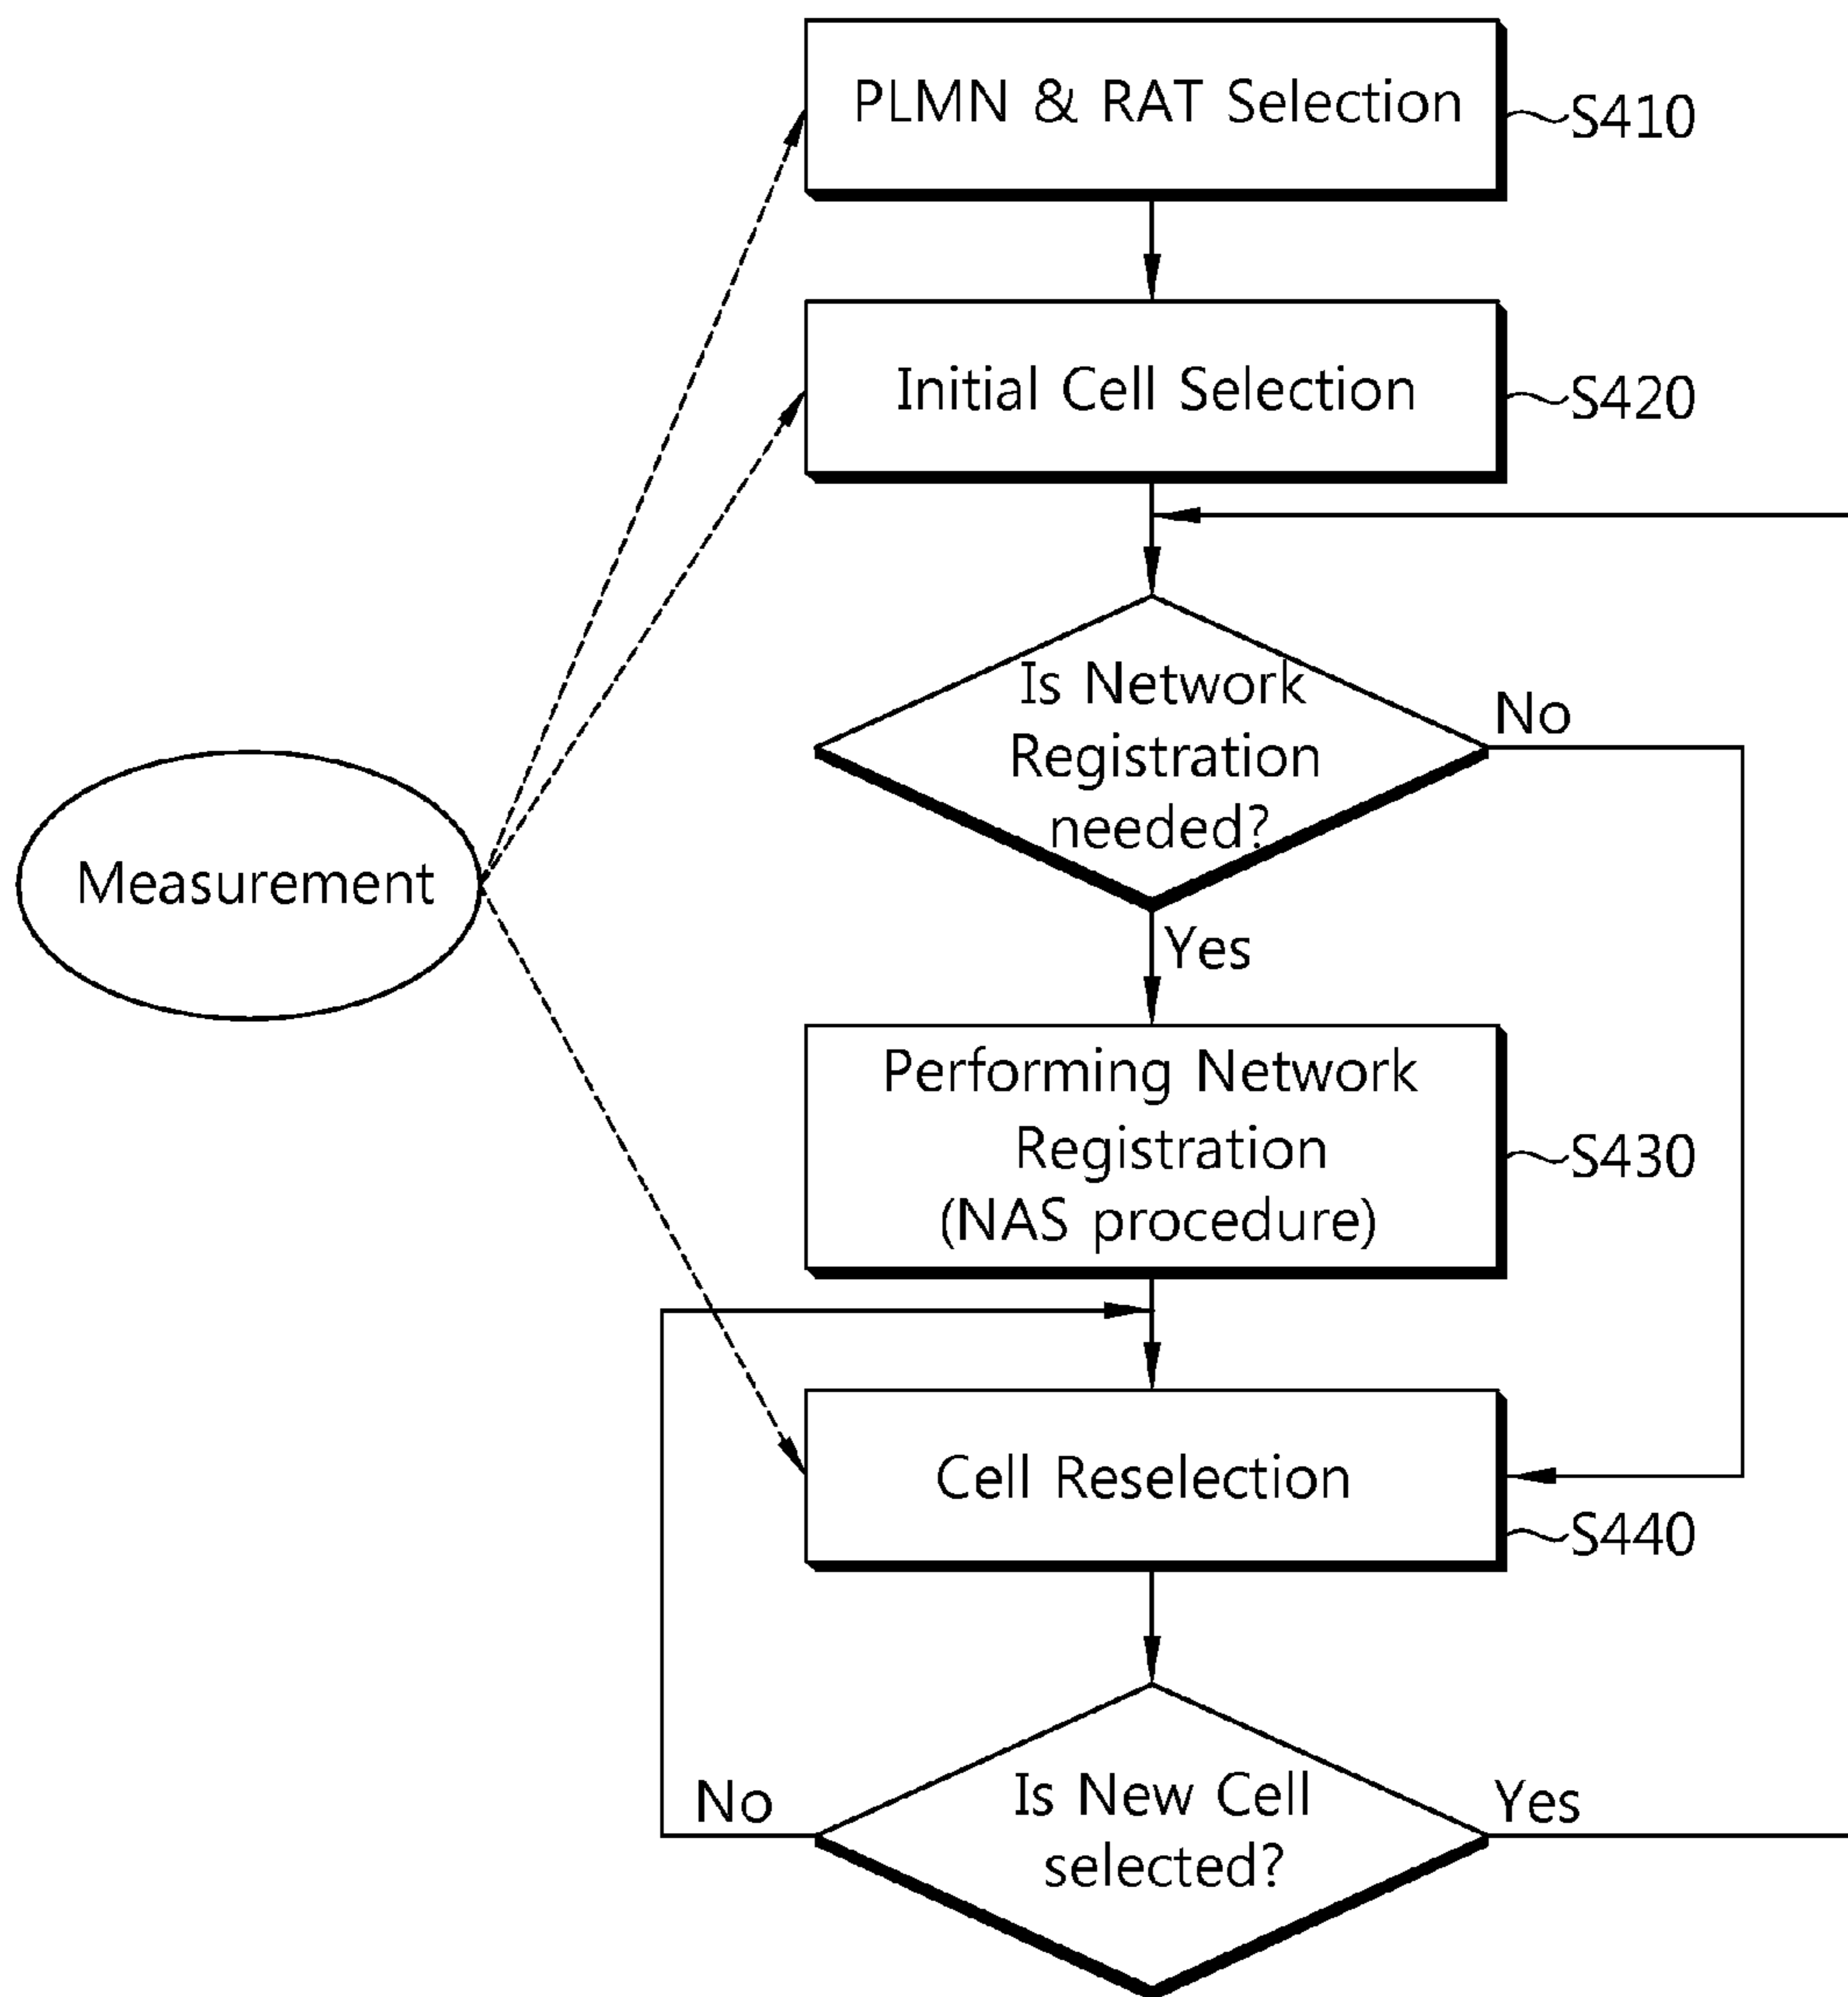 PLMN & RAT Selection
S410
Initial Cell Selection
S420
Is Network
Registration
needed?
No
Yes
Measurement
Performing Network
Registration
(NAS procedure)
S430
Cell Reselection
S440
Is New Cell
selected?
No
Yes